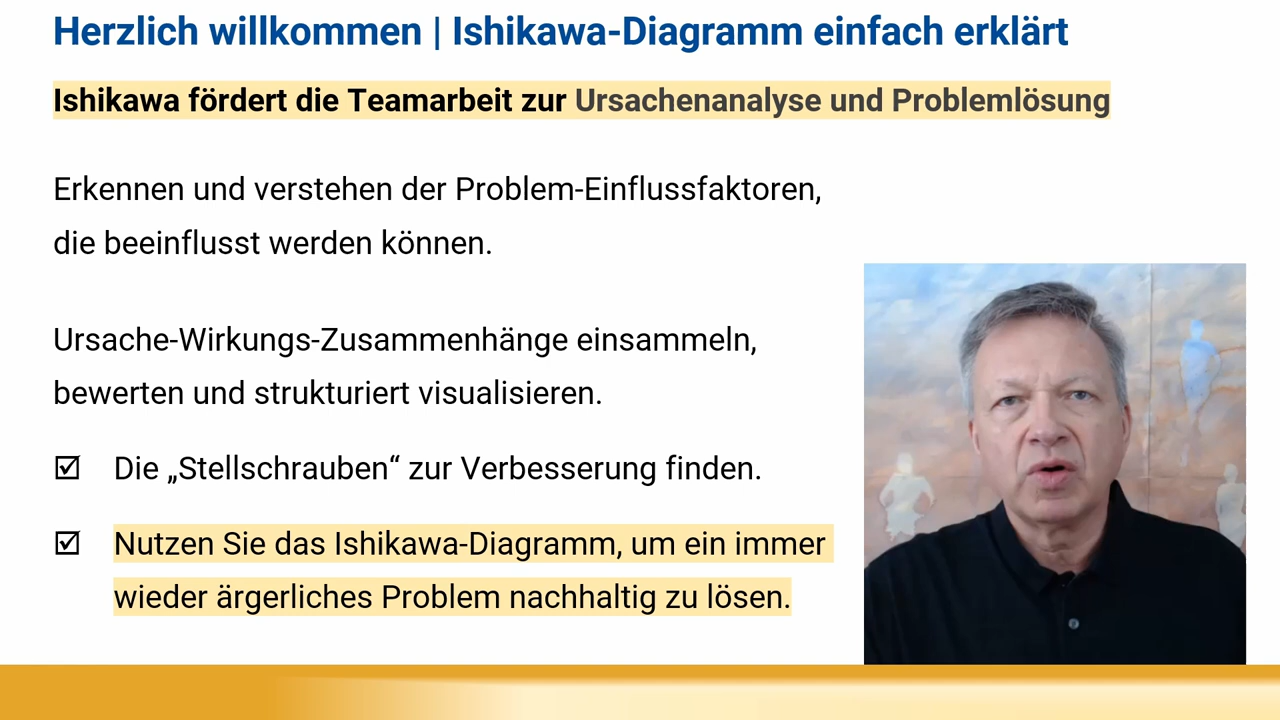 Herzlich willkommen | Ishikawa-Diagramm einfach erklärt
Ishikawa fördert die Teamarbeit zur Ursachenanalyse und Problemlösung
Erkennen und verstehen der Problem-Einflussfaktoren,
die beeinflusst werden können.
Ursache-Wirkungs-Zusammenhänge einsammeln,
bewerten und strukturiert visualisieren.
☑ Die „Stellschrauben“ zur Verbesserung finden.
☑ Nutzen Sie das Ishikawa-Diagramm, um ein immer
wieder ärgerliches Problem nachhaltig zu lösen.